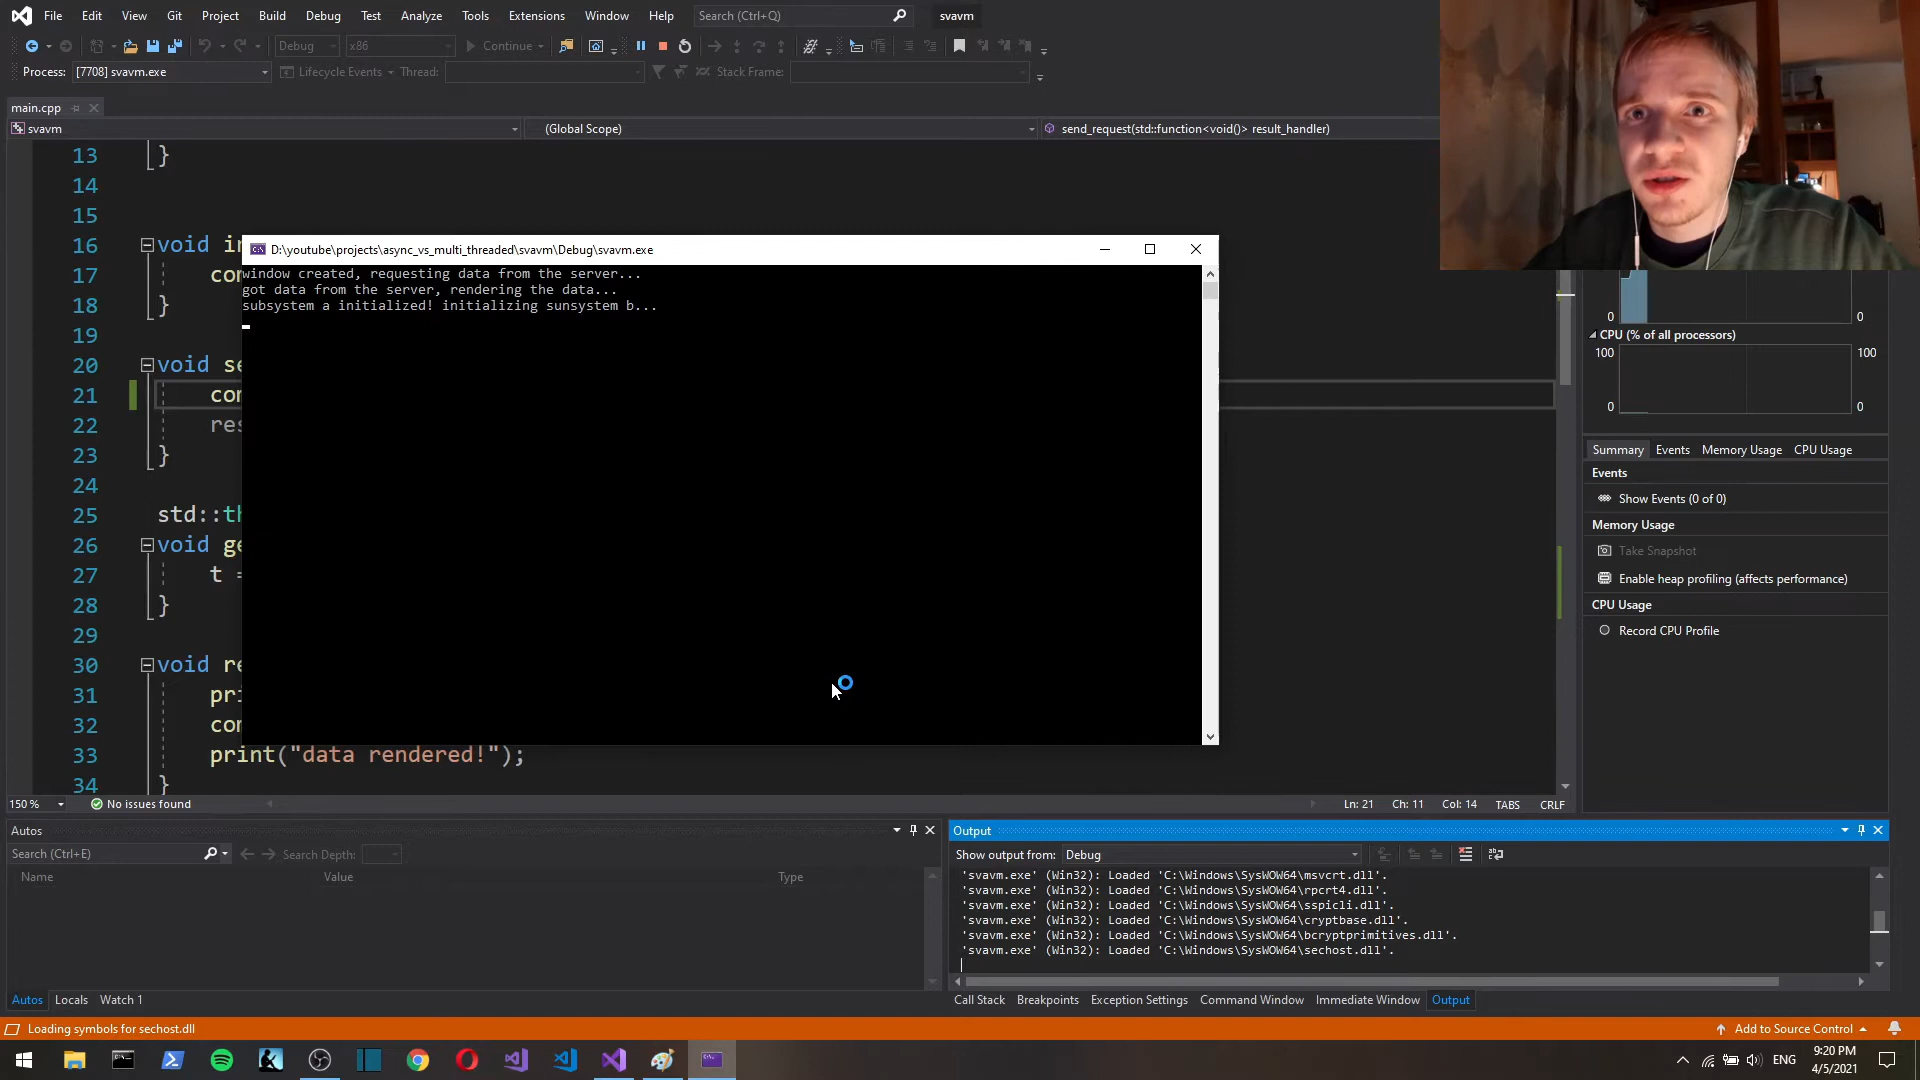 File Edit View Git Project Build Debug Test Analyze Tools Extensions Window Help Search (Ctrl+Q) svavm
Debug x86 Continue
Process: [7708] svavm.exe Lifecycle Events Thread: Stack Frame:
main.cpp
svavm (Global Scope) send_request(std::function<void()> result_handler)
13 }
14
15
16 void in
17 con
18 }
19
20 void se
21 con
22 res
23 }
24
25 std::th
26 void ge
27 t =
28 }
29
30 void re
31 pri
32 con
33 print("data rendered!");
34 }
D:\youtube\projects\async_vs_multi_threaded\svavm\Debug\svavm.exe
window created, requesting data from the server...
got data from the server, rendering the data...
subsystem a initialized! initializing sunsystem b...
0 0
CPU (% of all processors)
100 100
0 0
Summary Events Memory Usage CPU Usage
Events
Show Events (0 of 0)
Memory Usage
Take Snapshot
Enable heap profiling (affects performance)
CPU Usage
Record CPU Profile
150 % No issues found Ln: 21 Ch: 11 Col: 14 TABS CRLF
Autos
Search (Ctrl+E) Search Depth:
Name Value Type
Autos Locals Watch 1
Output
Show output from: Debug
'svavm.exe' (Win32): Loaded 'C:\Windows\SysWOW64\msvcrt.dll'.
'svavm.exe' (Win32): Loaded 'C:\Windows\SysWOW64\rpcrt4.dll'.
'svavm.exe' (Win32): Loaded 'C:\Windows\SysWOW64\sspicli.dll'.
'svavm.exe' (Win32): Loaded 'C:\Windows\SysWOW64\cryptbase.dll'.
'svavm.exe' (Win32): Loaded 'C:\Windows\SysWOW64\bcryptprimitives.dll'.
'svavm.exe' (Win32): Loaded 'C:\Windows\SysWOW64\sechost.dll'.
Call Stack Breakpoints Exception Settings Command Window Immediate Window Output
Loading symbols for sechost.dll Add to Source Control
ENG 9:20 PM
4/5/2021